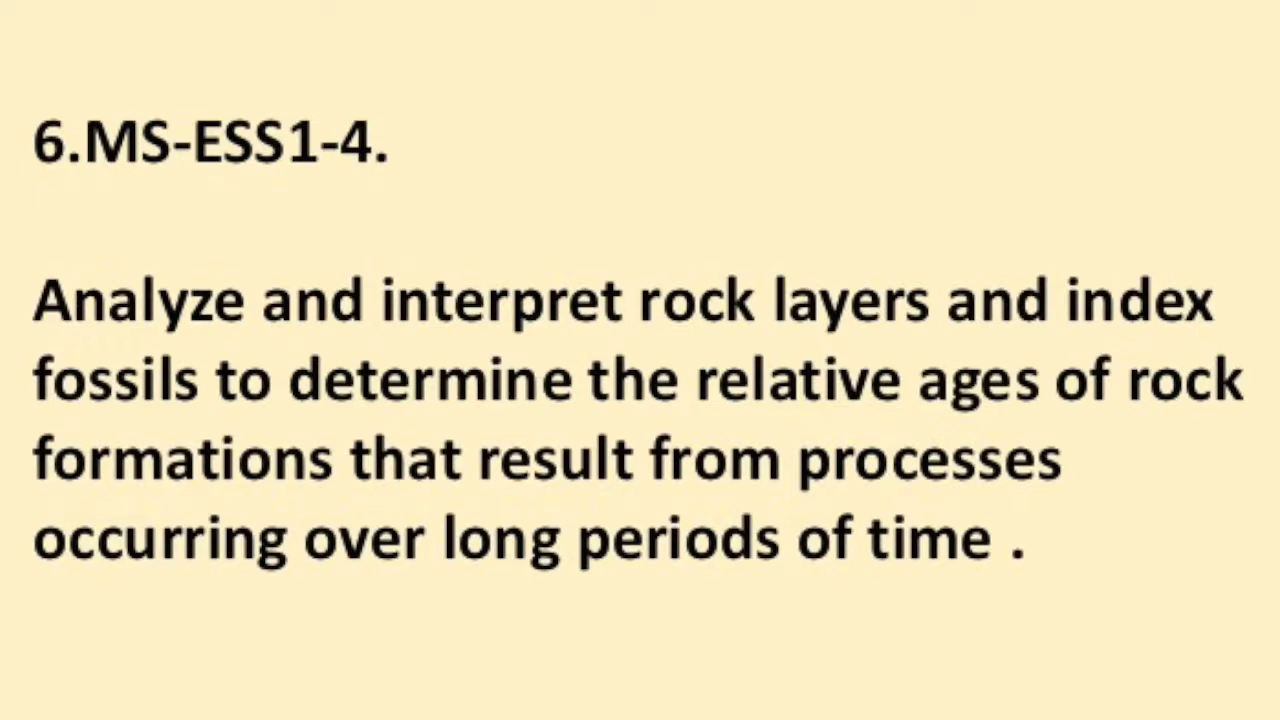 6.MS-ESS1-4.
Analyze and interpret rock layers and index
fossils to determine the relative ages of rock
formations that result from processes
occurring over long periods of time .